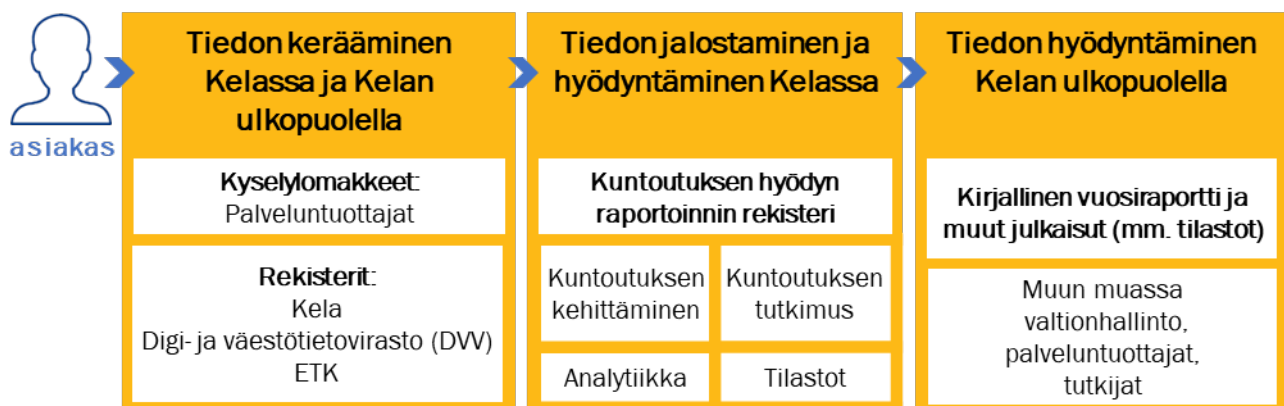 asiakas
Tiedon kerääminen
Kelassa ja Kelan
ulkopuolella
Kyselylomakkeet:
Palveluntuottajat
Rekisterit:
Kela
Digi- ja väestötietovirasto (DVV)
ETK
Tiedon jalostaminen ja
hyödyntäminen Kelassa
Kuntoutuksen hyödyn
raportoinnin rekisteri
Kuntoutuksen
kehittäminen
Kuntoutuksen
tutkimus
Analytiikka
Tilastot
Tiedon hyödyntäminen
Kelan ulkopuolella
Kirjallinen vuosiraportti ja
muut julkaisut (mm. tilastot)
Muun muassa
valtionhallinto,
palveluntuottajat,
tutkijat